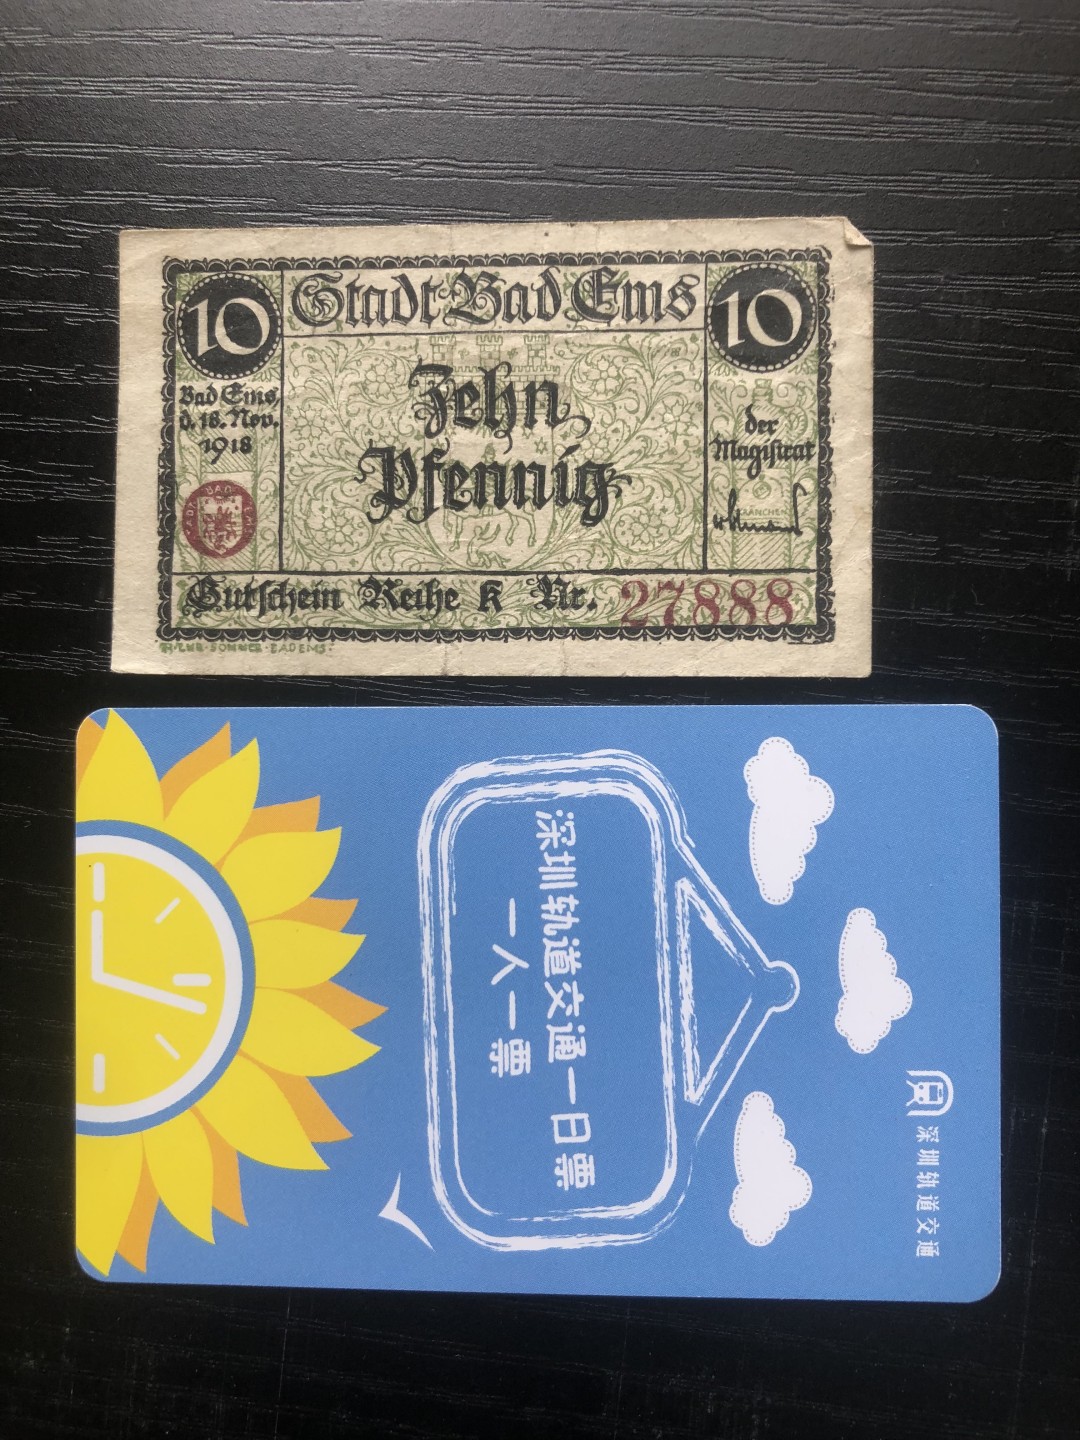 10
Stadt Bad Ems
10
Bad Ems,
d. 18. Nov.
1918
Zehn
Pfennig
der
Magistrat
Gutschein Reihe K Nr. 27888
深圳轨道交通一日票
一人一票
深圳轨道交通